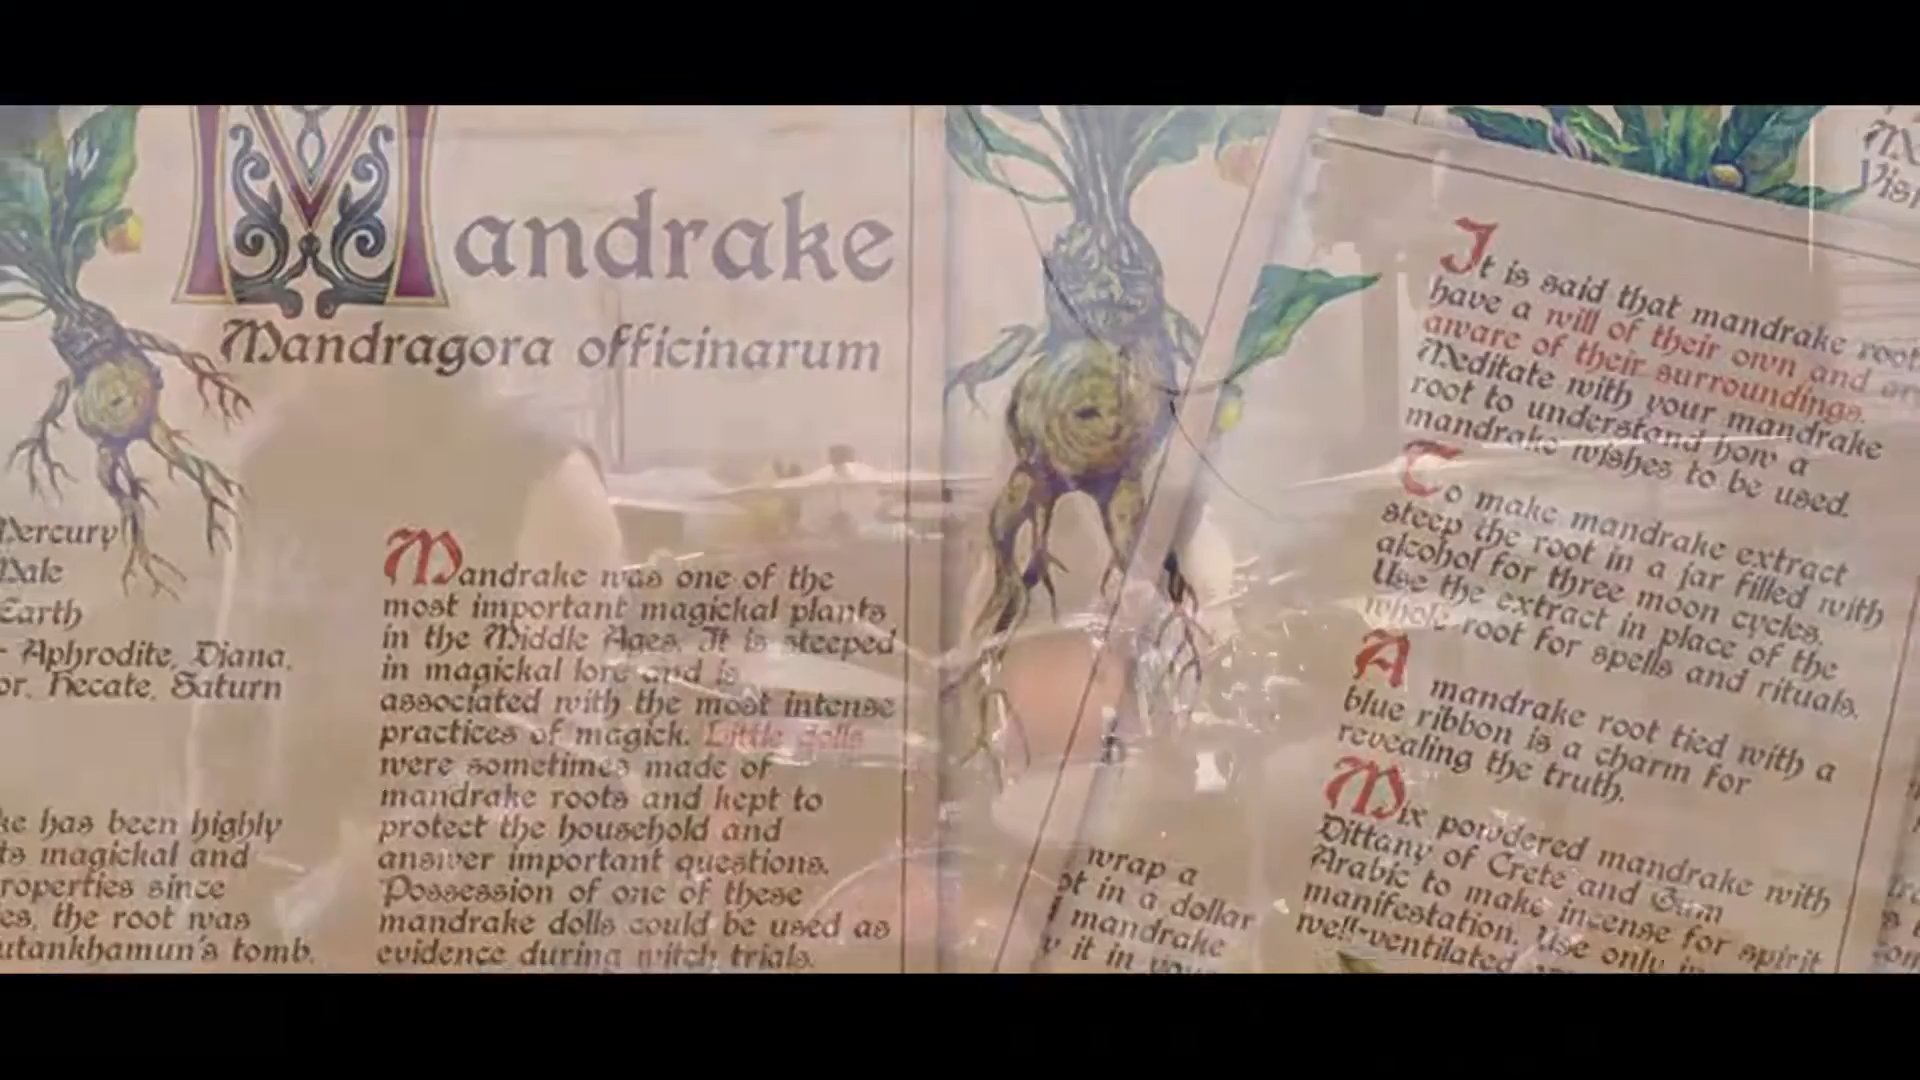 Mandrake
Mandragora officinarum
Mercury
Male
Earth
- Aphrodite, Diana,
or, Hecate, Saturn
ke has been highly
ts magickal and
roperties since
es, the root was
utankhamun's tomb.
Mandrake was one of the
most important magickal plants
in the Middle Ages. It is steeped
in magickal lore and is
associated with the most intense
practices of magick. Little dolls
were sometimes made of
mandrake roots and kept to
protect the household and
answer important questions.
Possession of one of these
mandrake dolls could be used as
evidence during witch trials.
wrap a
ot in a dollar
mandrake
y it in your
It is said that mandrake root
have a will of their own and are
aware of their surroundings.
Meditate with your mandrake
root to understand how a
mandrake wishes to be used.
To make mandrake extract
steep the root in a jar filled with
alcohol for three moon cycles.
Use the extract in place of the
whole root for spells and rituals.
A mandrake root tied with a
blue ribbon is a charm for
revealing the truth.
Mix powdered mandrake with
Dittany of Crete and Gum
Arabic to make incense for spirit
manifestation. Use only in
well-ventilated